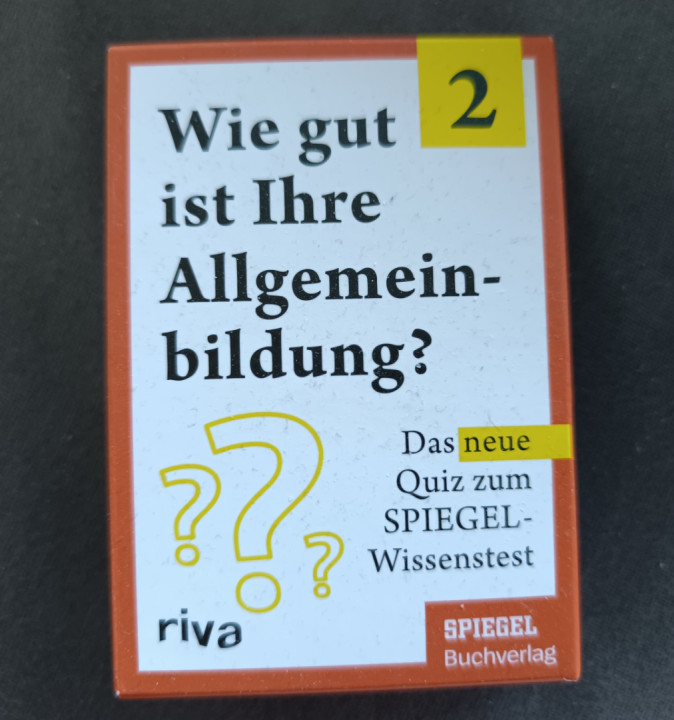 2
Wie gut
ist Ihre
Allgemein-
bildung?
Das neue
Quiz zum
SPIEGEL-
Wissenstest
riva
SPIEGEL
Buchverlag